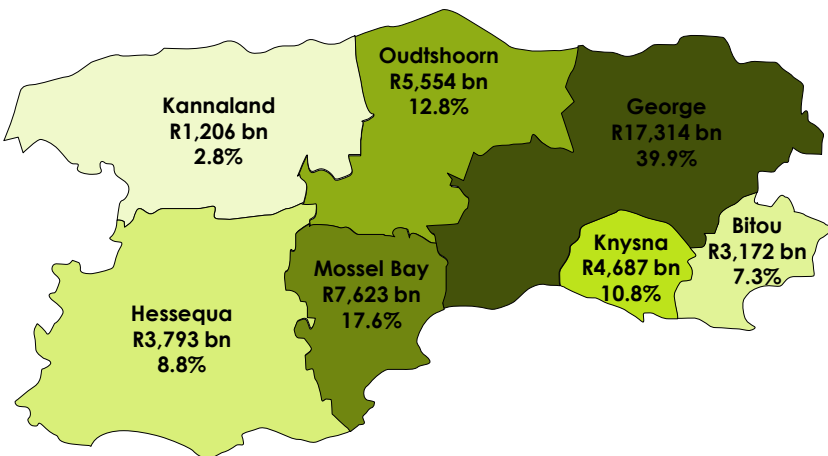 Oudtshoorn
R5,554 bn
12.8%
Kannaland
R1,206 bn
2.8%
George
R17,314 bn
39.9%
Bitou
R3,172 bn
7.3%
Knysna
R4,687 bn
10.8%
Mossel Bay
R7,623 bn
17.6%
Hessequa
R3,793 bn
8.8%